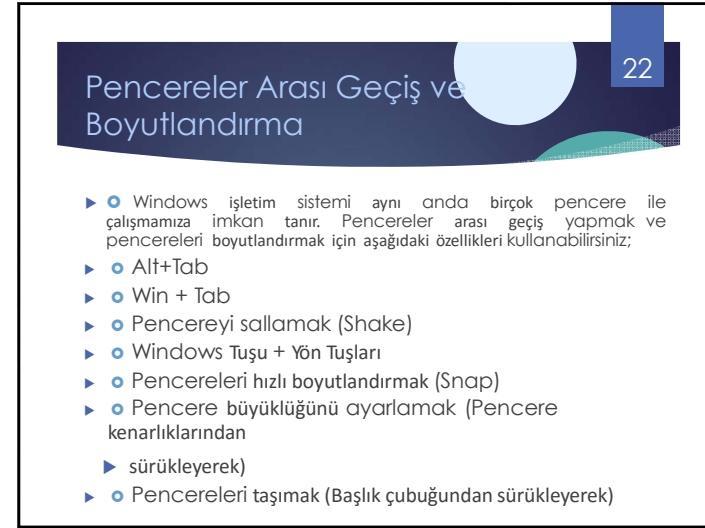 22
Pencereler Arası Geçiş ve
Boyutlandırma
Windows işletim sistemi aynı anda birçok pencere ile
çalışmamıza imkan tanır. Pencereler arası geçiş yapmak ve
pencereleri boyutlandırmak için aşağıdaki özellikleri kullanabilirsiniz;
Alt+Tab
Win + Tab
Pencereyi sallamak (Shake)
Windows Tuşu + Yön Tuşları
Pencereleri hızlı boyutlandırmak (Snap)
Pencere büyüklüğünü ayarlamak (Pencere
kenarlıklarından
sürükleyerek)
Pencereleri taşımak (Başlık çubuğundan sürükleyerek)